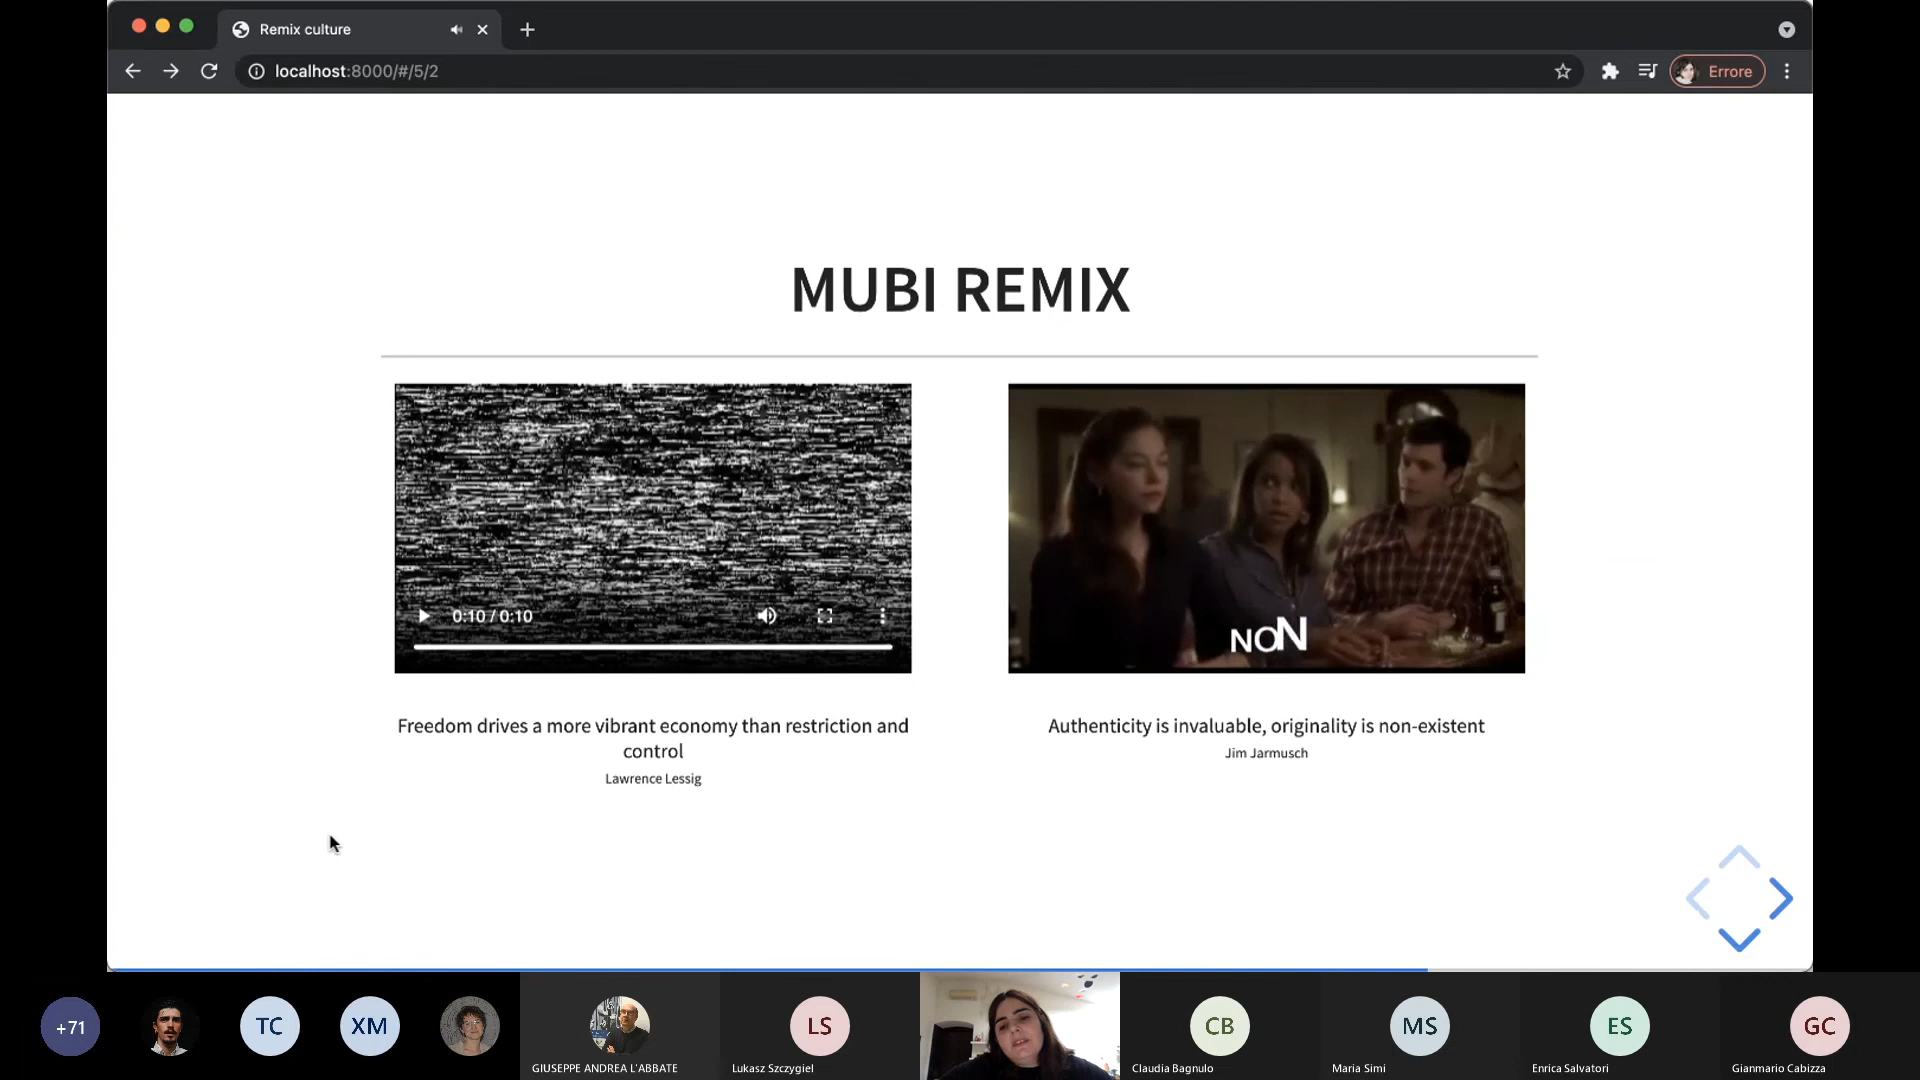 Remix culture
localhost:8000/#/5/2
Errore
MUBI REMIX
0:10 / 0:10
NON
Freedom drives a more vibrant economy than restriction and
control
Lawrence Lessig
Authenticity is invaluable, originality is non-existent
Jim Jarmusch
+71
TC
XM
GIUSEPPE ANDREA L'ABBATE
LS
Lukasz Szczygiel
CB
Claudia Bagnulo
MS
Maria Simi
ES
Enrica Salvatori
GC
Gianmario Cabizza